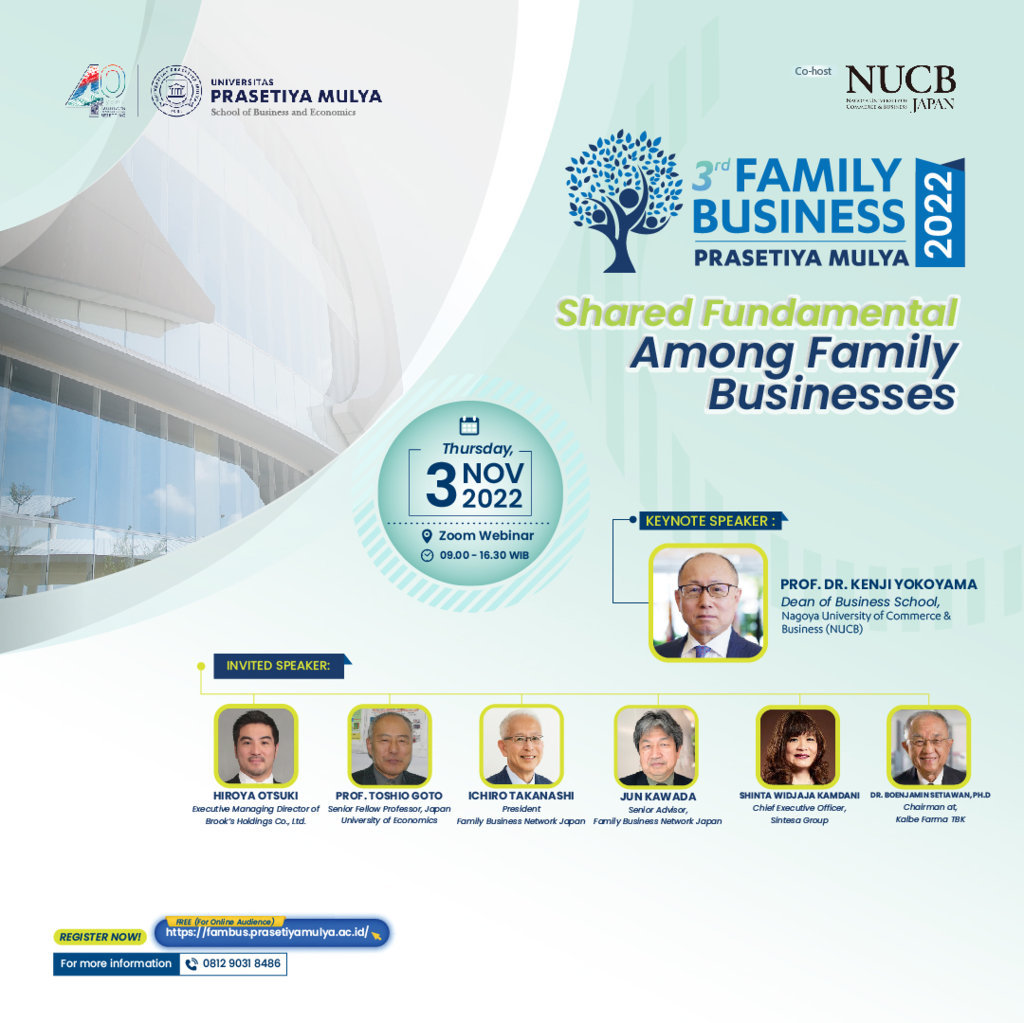 40
UNIVERSITAS
PRASETIYA MULYA
School of Business and Economics
Co-host
NUCB
NAGOYA UNIVERSITY OF
COMMERCE & BUSINESS
JAPAN
3rd FAMILY
BUSINESS
PRASETIYA MULYA
2022
Shared Fundamental
Among Family
Businesses
Thursday,
3 NOV
2022
Zoom Webinar
09.00 - 16.30 WIB
KEYNOTE SPEAKER :
PROF. DR. KENJI YOKOYAMA
Dean of Business School,
Nagoya University of Commerce &
Business (NUCB)
INVITED SPEAKER:
HIROYA OTSUKI
Executive Managing Director of
Brook's Holdings Co., Ltd.
PROF. TOSHIO GOTO
Senior Fellow Professor, Japan
University of Economics
ICHIRO TAKANASHI
President
Family Business Network Japan
JUN KAWADA
Senior Advisor,
Family Business Network Japan
SHINTA WIDJAJA KAMDANI
Chief Executive Officer,
Sintesa Group
DR. BOENJAMIN SETIAWAN, PH.D
Chairman at,
Kalbe Farma TBK
REGISTER NOW!
FREE (For Online Audience)
https://fambus.prasetiyamulya.ac.id/
For more information
0812 9031 8486